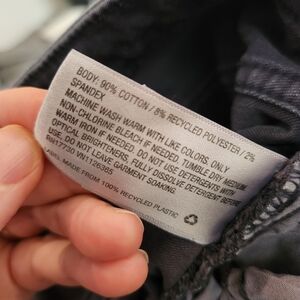 BODY: 90% COTTON / 8% RECYCLED POLYESTER / 2%
SPANDEX
MACHINE WASH WARM WITH LIKE COLORS. ONLY
NON-CHLORINE BLEACH IF NEEDED. TUMBLE DRY MEDIUM.
WARM IRON IF NEEDED. DO NOT USE DETERGENTS WITH
OPTICAL BRIGHTENERS. FULLY DISSOLVE DETERGENT BEFORE
USE. DO NOT LEAVE GARMENT SOAKING.
VN1126365
LABEL MADE FROM 100% RECYCLED PLASTIC